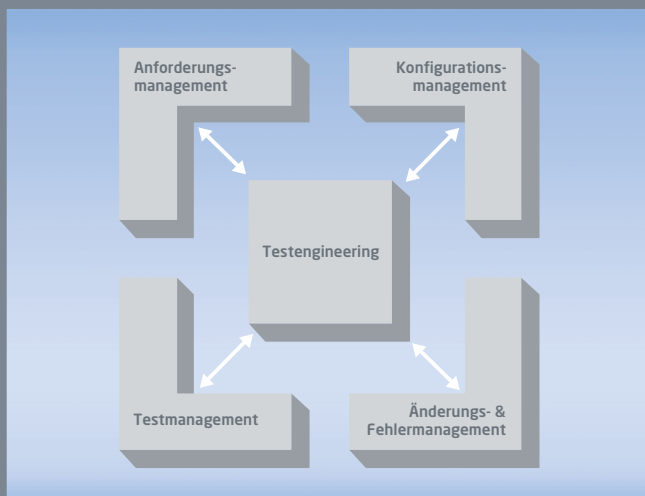 Anforderungs-
management
Konfigurations-
management
Testengineering
Testmanagement
Änderungs- &
Fehlermanagement